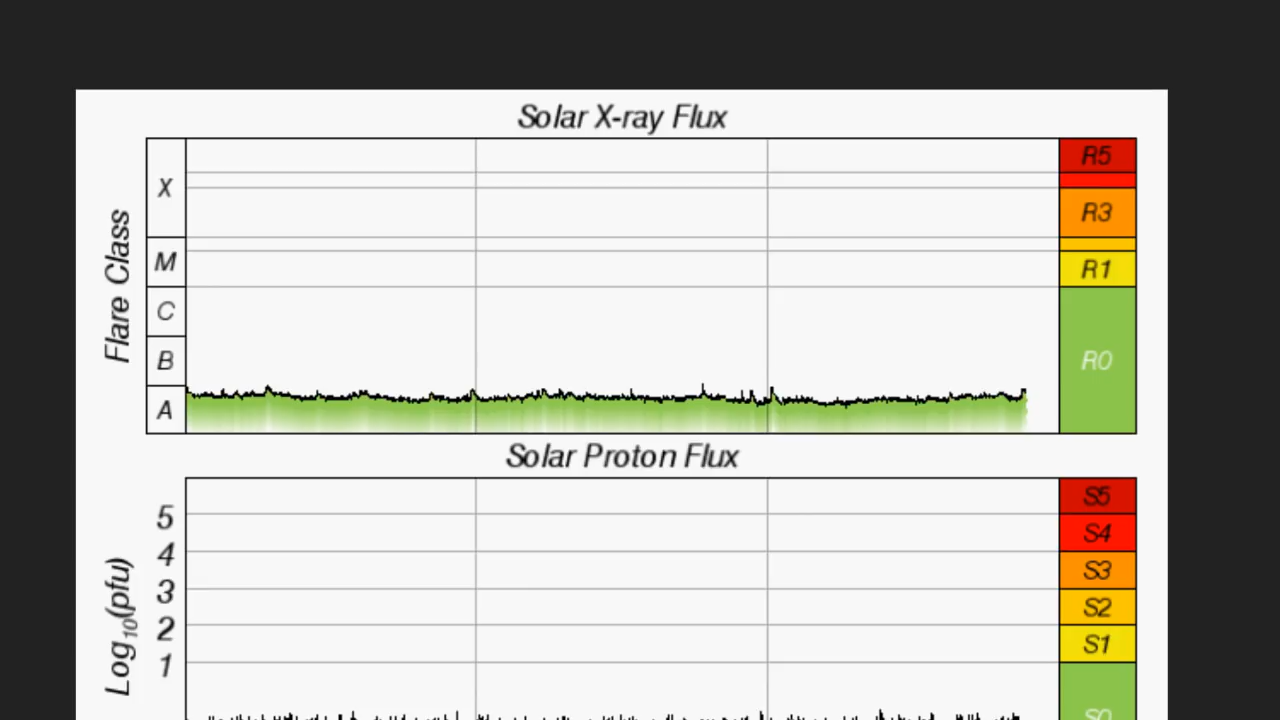 Solar X-ray Flux
Flare Class
X
M
C
B
A
R5
R3
R1
R0
Solar Proton Flux
Log10(pfu)
5
4
3
2
1
S5
S4
S3
S2
S1
S0